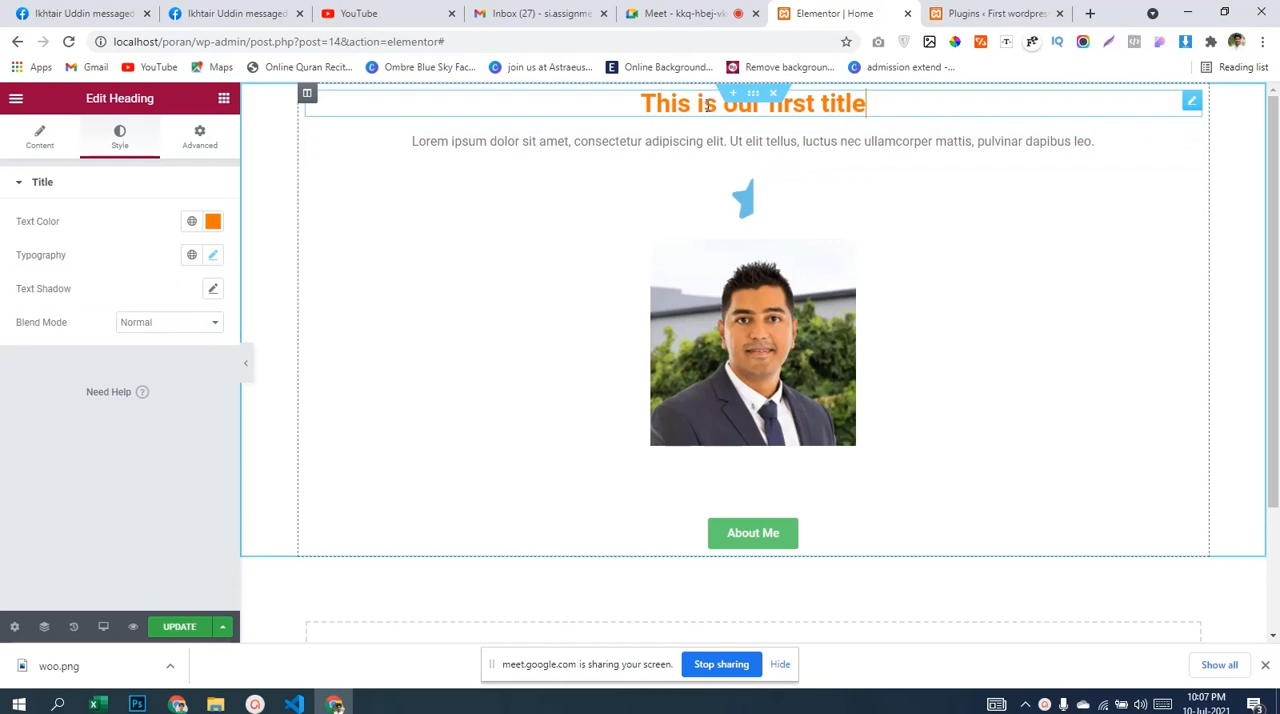 Ikhtair Uddin messaged
Ikhtair Uddin messaged
YouTube
Inbox (27) - si.assignme
Meet - kkq-hbej-vk
Elementor | Home
Plugins ‹ First wordpres
localhost/poran/wp-admin/post.php?post=14&action=elementor#
Apps
Gmail
YouTube
Maps
Online Quran Recit...
Ombre Blue Sky Fac...
join us at Astraeus...
Online Background...
Remove backgroun...
admission extend -...
Reading list
Edit Heading
Content
Style
Advanced
Title
Text Color
Typography
Text Shadow
Blend Mode
Normal
Need Help ?
UPDATE
This is our first title
Lorem ipsum dolor sit amet, consectetur adipiscing elit. Ut elit tellus, luctus nec ullamcorper mattis, pulvinar dapibus leo.
About Me
woo.png
meet.google.com is sharing your screen.
Stop sharing
Hide
Show all
10:07 PM
10-Jul-2021
3